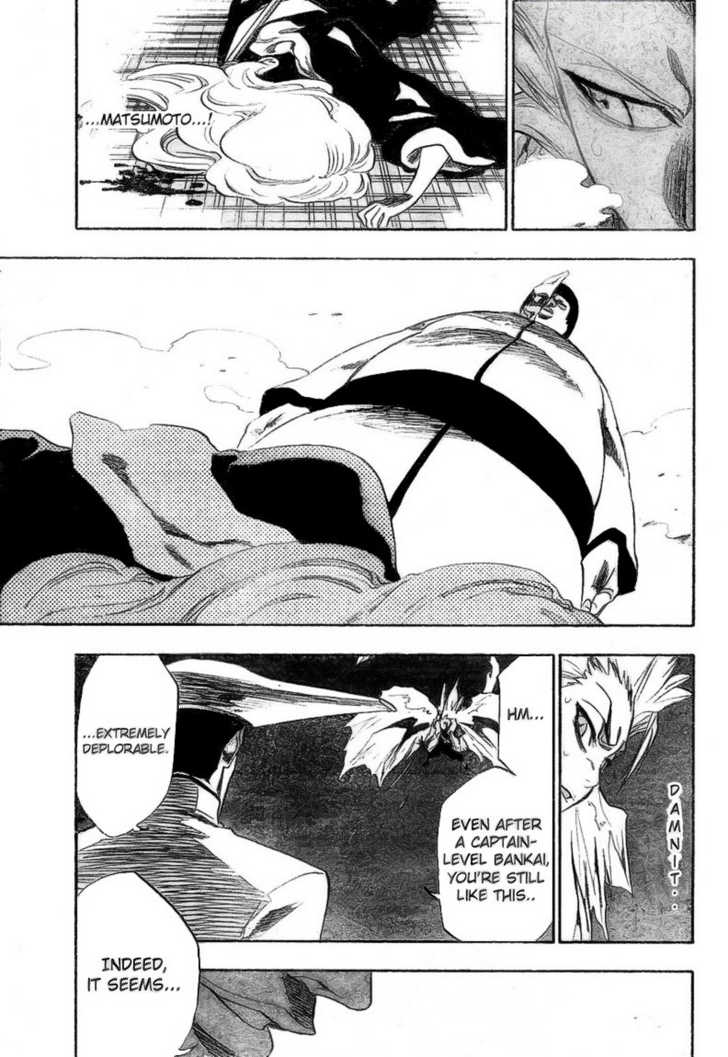 ...MATSUMOTO...!
DAMNIT..
HM...
EVEN AFTER
A CAPTAIN-
LEVEL BANKAI,
YOU'RE STILL
LIKE THIS..
...EXTREMELY
DEPLORABLE.
INDEED,
IT SEEMS...